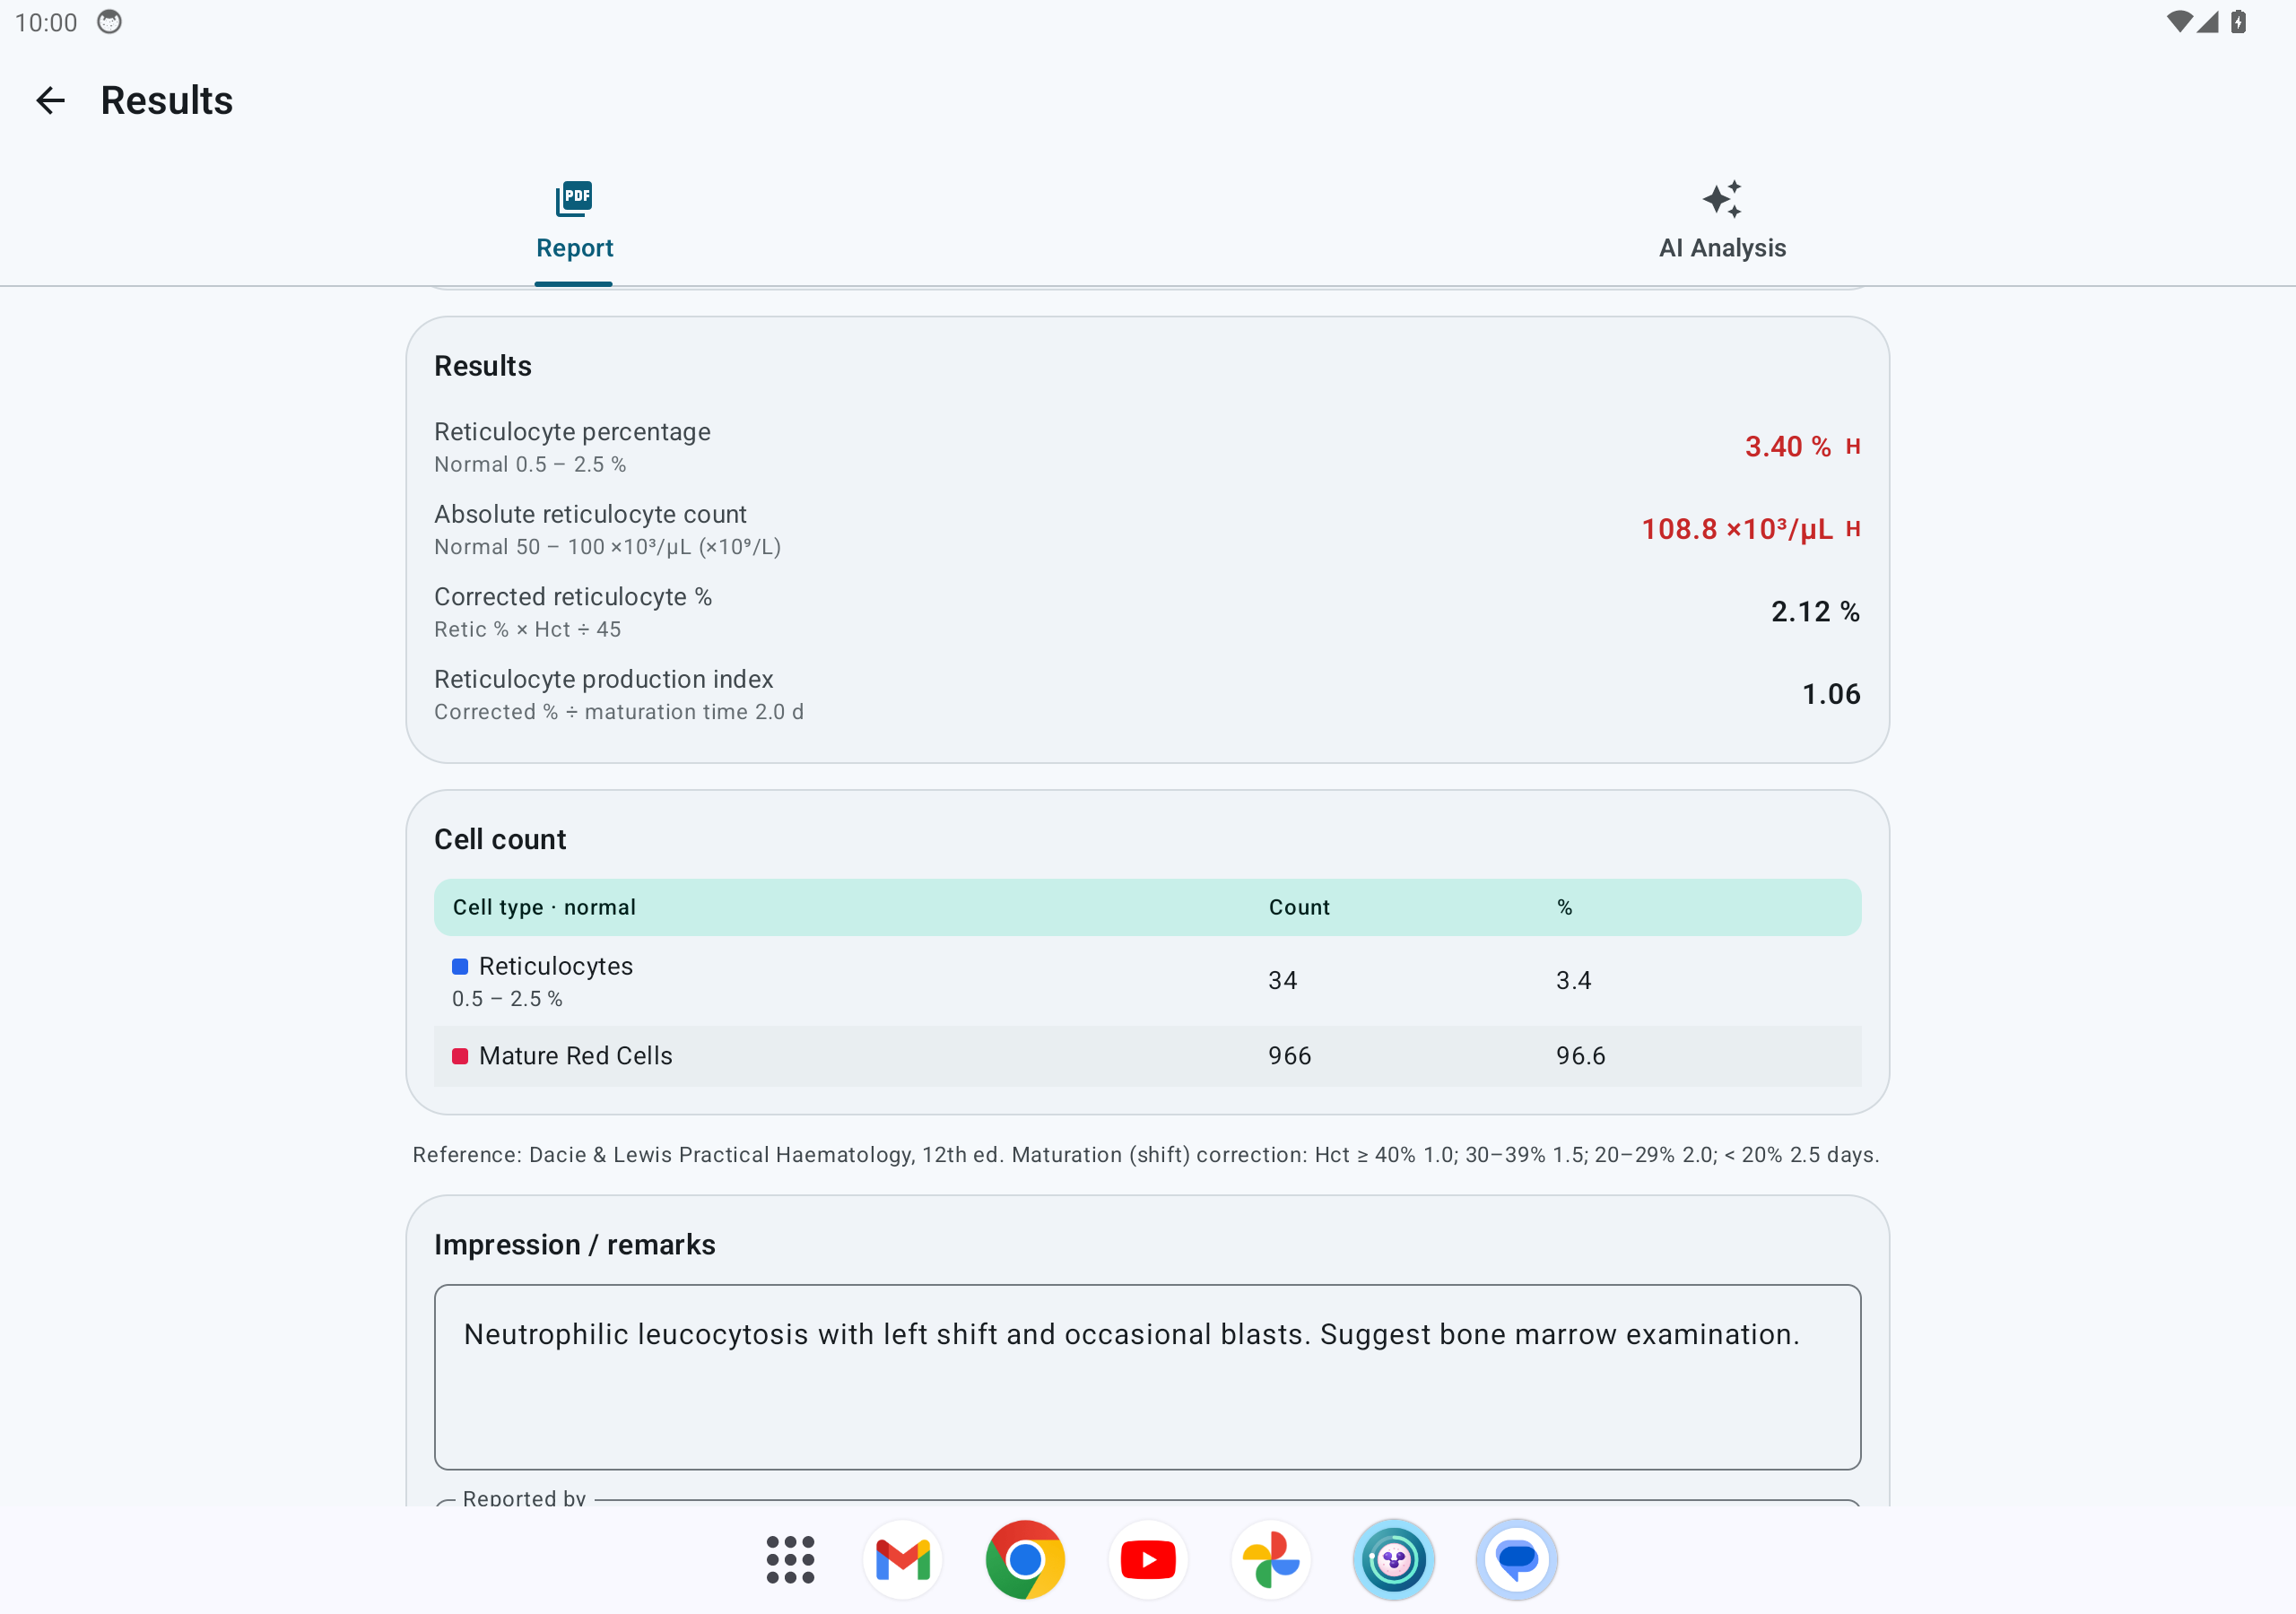 10:00
Results
PDF
Report
AI Analysis
Results
Reticulocyte percentage
Normal 0.5 – 2.5 %
3.40 % H
Absolute reticulocyte count
Normal 50 – 100 ×10³/µL (×10⁹/L)
108.8 ×10³/µL H
Corrected reticulocyte %
Retic % × Hct ÷ 45
2.12 %
Reticulocyte production index
Corrected % ÷ maturation time 2.0 d
1.06
Cell count
Cell type · normal Count %
Reticulocytes 34 3.4
0.5 – 2.5 %
Mature Red Cells 966 96.6
Reference: Dacie & Lewis Practical Haematology, 12th ed. Maturation (shift) correction: Hct ≥ 40% 1.0; 30–39% 1.5; 20–29% 2.0; < 20% 2.5 days.
Impression / remarks
Neutrophilic leucocytosis with left shift and occasional blasts. Suggest bone marrow examination.
Reported by